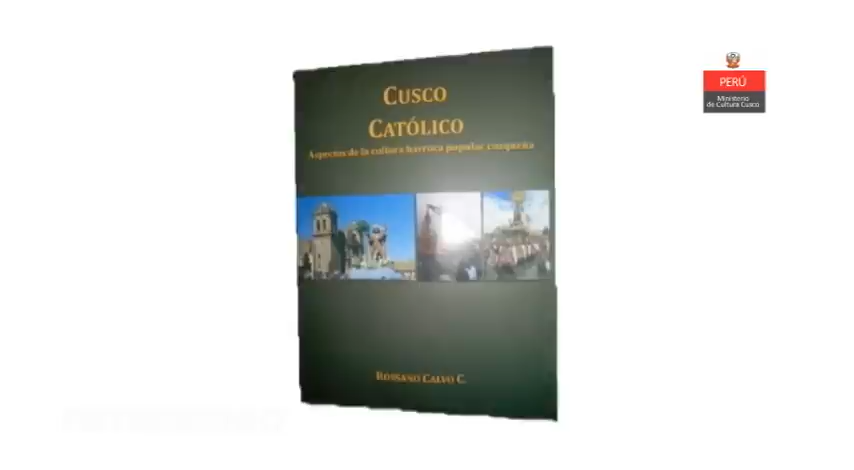 CUSCO
CATÓLICO
Aspectos de la cultura barroca popular cusqueña
ROSSANO CALVO C.
PERÚ
Ministerio
de Cultura Cusco